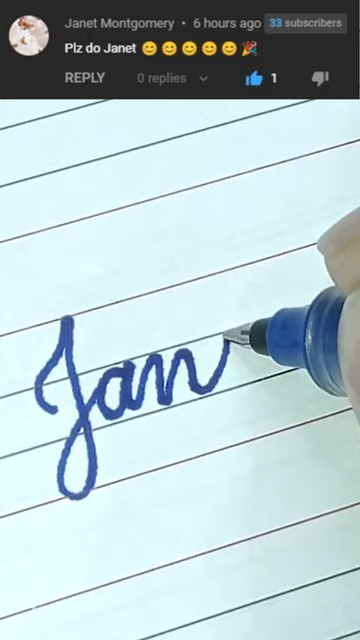 Janet Montgomery • 6 hours ago 33 subscribers
Plz do Janet 😊😊😊😊😊🎉
REPLY 0 replies 1
Jan